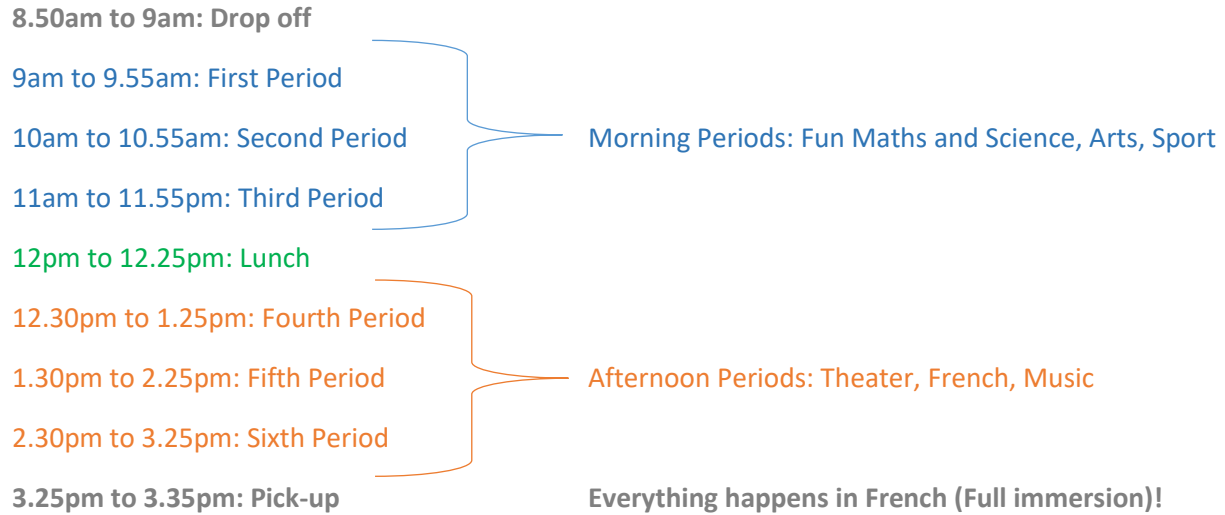 8.50am to 9am: Drop off
9am to 9.55am: First Period
10am to 10.55am: Second Period
Morning Periods: Fun Maths and Science, Arts, Sport
11am to 11.55pm: Third Period
12pm to 12.25pm: Lunch
12.30pm to 1.25pm: Fourth Period
1.30pm to 2.25pm: Fifth Period
Afternoon Periods: Theater, French, Music
2.30pm to 3.25pm: Sixth Period
3.25pm to 3.35pm: Pick-up
Everything happens in French (Full immersion)!